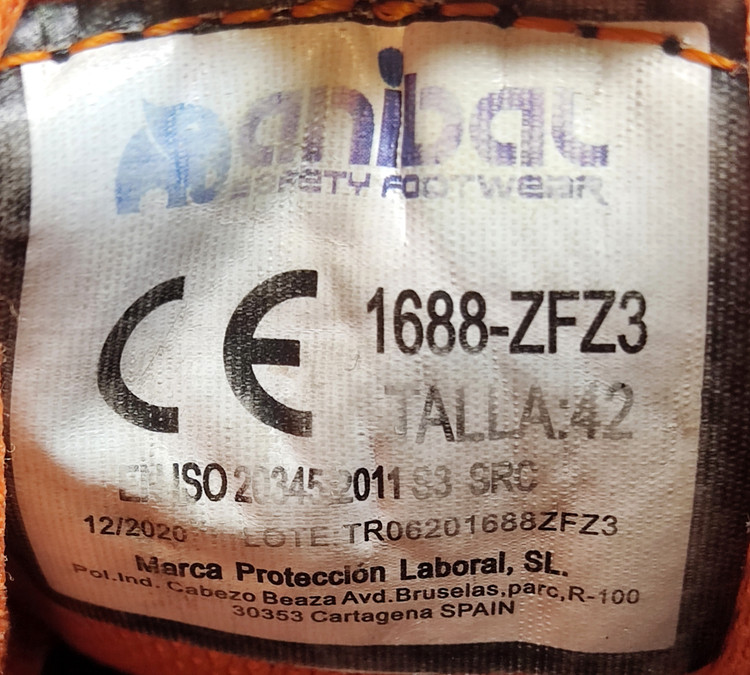 anibal
SAFETY FOOTWEAR
CE 1688-ZFZ3
TALLA:42
EN ISO 20345:2011 S3 SRC
12/2020 LOTE: TR06201688ZFZ3
Marca Protección Laboral, SL.
Pol.Ind. Cabezo Beaza Avd.Bruselas,parc,R-100
30353 Cartagena SPAIN